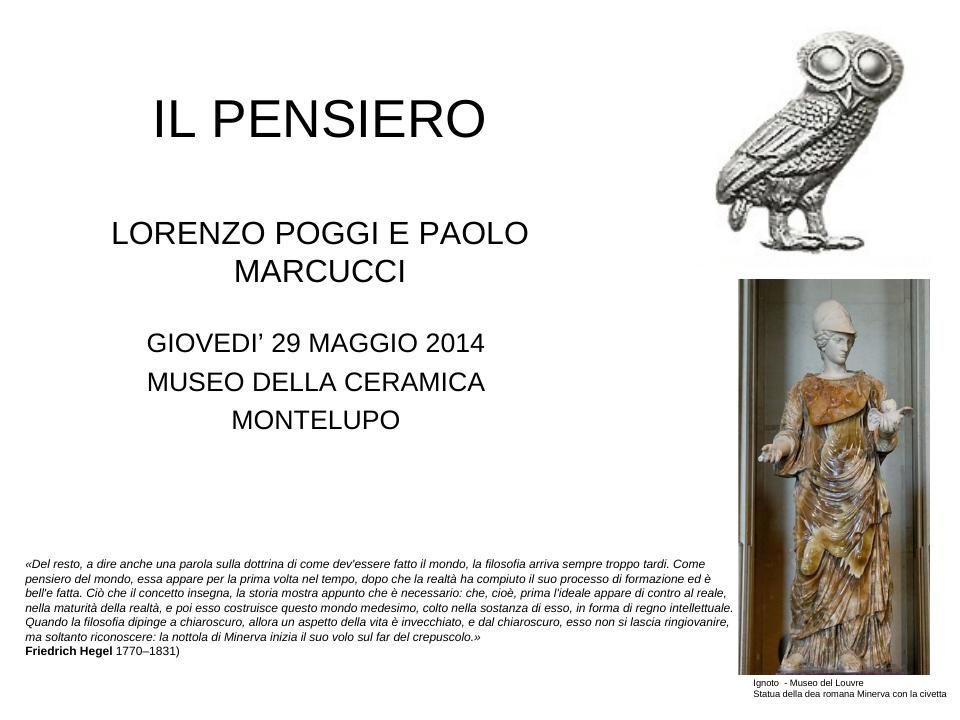 IL PENSIERO
LORENZO POGGI E PAOLO
MARCUCCI
GIOVEDI’ 29 MAGGIO 2014
MUSEO DELLA CERAMICA
MONTELUPO
«Del resto, a dire anche una parola sulla dottrina di come dev'essere fatto il mondo, la filosofia arriva sempre troppo tardi. Come
pensiero del mondo, essa appare per la prima volta nel tempo, dopo che la realtà ha compiuto il suo processo di formazione ed è
bell'e fatta. Ciò che il concetto insegna, la storia mostra appunto che è necessario: che, cioè, prima l'ideale appare di contro al reale,
nella maturità della realtà, e poi esso costruisce questo mondo medesimo, colto nella sostanza di esso, in forma di regno intellettuale.
Quando la filosofia dipinge a chiaroscuro, allora un aspetto della vita è invecchiato, e dal chiaroscuro, esso non si lascia ringiovanire,
ma soltanto riconoscere: la nottola di Minerva inizia il suo volo sul far del crepuscolo.»
Friedrich Hegel 1770–1831)
Ignoto  - Museo del Louvre
Statua della dea romana Minerva con la civetta